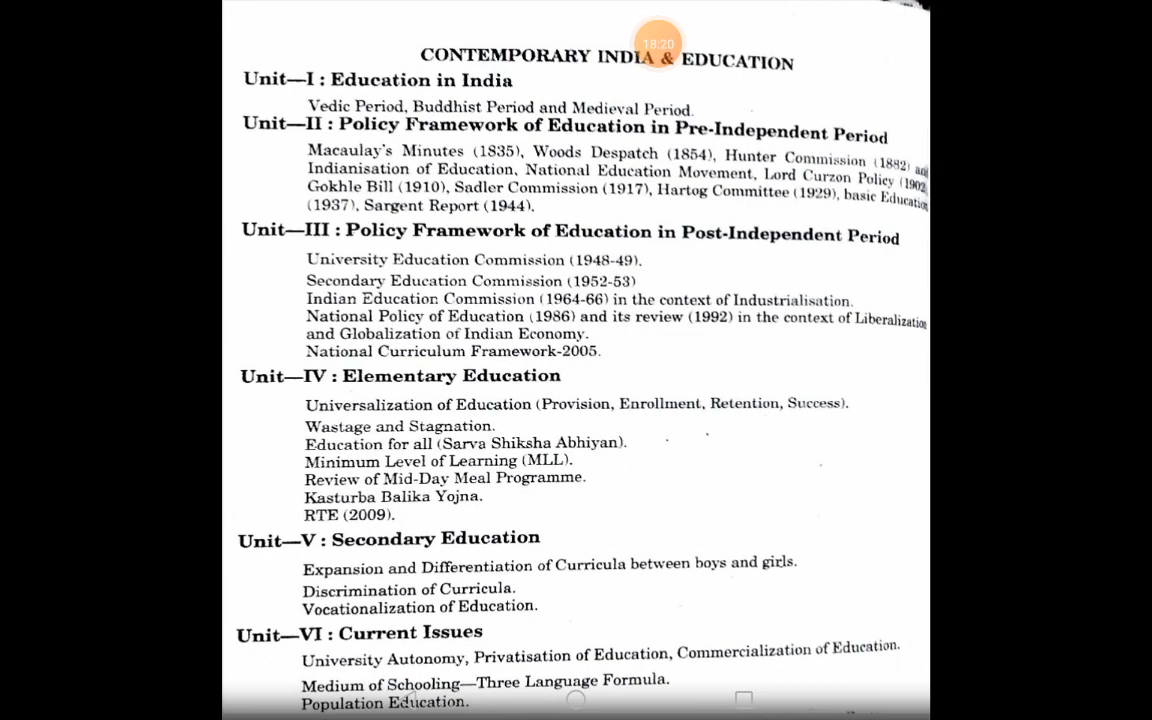 18:20
CONTEMPORARY INDIA & EDUCATION
Unit—I : Education in India
Vedic Period, Buddhist Period and Medieval Period.
Unit—II : Policy Framework of Education in Pre-Independent Period
Macaulay's Minutes (1835), Woods Despatch (1854), Hunter Commission (1882) and
Indianisation of Education, National Education Movement, Lord Curzon Policy (1902
Gokhle Bill (1910), Sadler Commission (1917), Hartog Committee (1929), basic Education
(1937), Sargent Report (1944).
Unit—III : Policy Framework of Education in Post-Independent Period
University Education Commission (1948-49).
Secondary Education Commission (1952-53)
Indian Education Commission (1964-66) in the context of Industrialisation.
National Policy of Education (1986) and its review (1992) in the context of Liberalization
and Globalization of Indian Economy.
National Curriculum Framework-2005.
Unit—IV : Elementary Education
Universalization of Education (Provision, Enrollment, Retention, Success).
Wastage and Stagnation.
Education for all (Sarva Shiksha Abhiyan).
Minimum Level of Learning (MLL).
Review of Mid-Day Meal Programme.
Kasturba Balika Yojna.
RTE (2009).
Unit—V : Secondary Education
Expansion and Differentiation of Curricula between boys and girls.
Discrimination of Curricula.
Vocationalization of Education.
Unit—VI : Current Issues
University Autonomy, Privatisation of Education, Commercialization of Education.
Medium of Schooling—Three Language Formula.
Population Education.